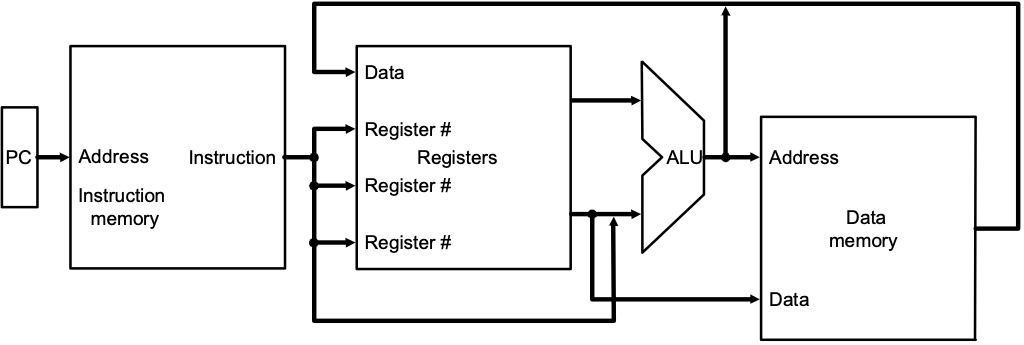 PC
Address
Instruction
Instruction
memory
Data
Register #
Registers
Register #
Register #
ALU
Address
Data
memory
Data